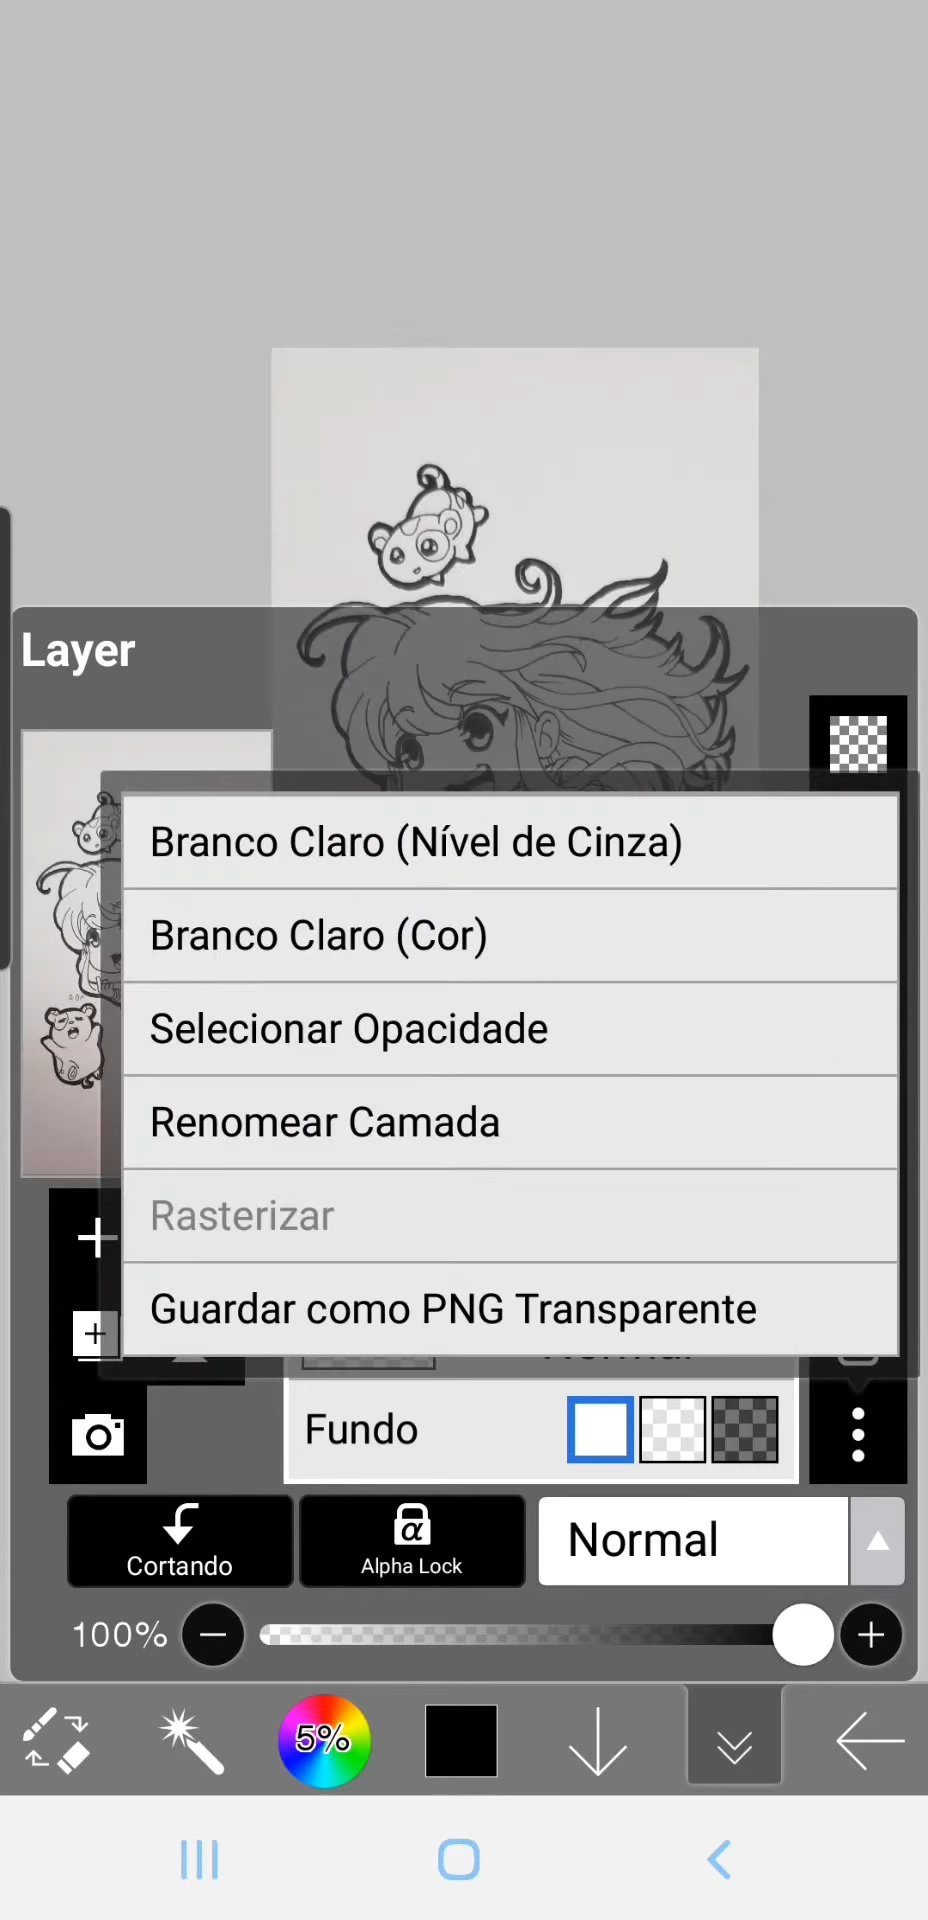 Layer
Branco Claro (Nível de Cinza)
Branco Claro (Cor)
Selecionar Opacidade
Renomear Camada
Rasterizar
Guardar como PNG Transparente
Fundo
Cortando
α
Alpha Lock
Normal
100%
5%